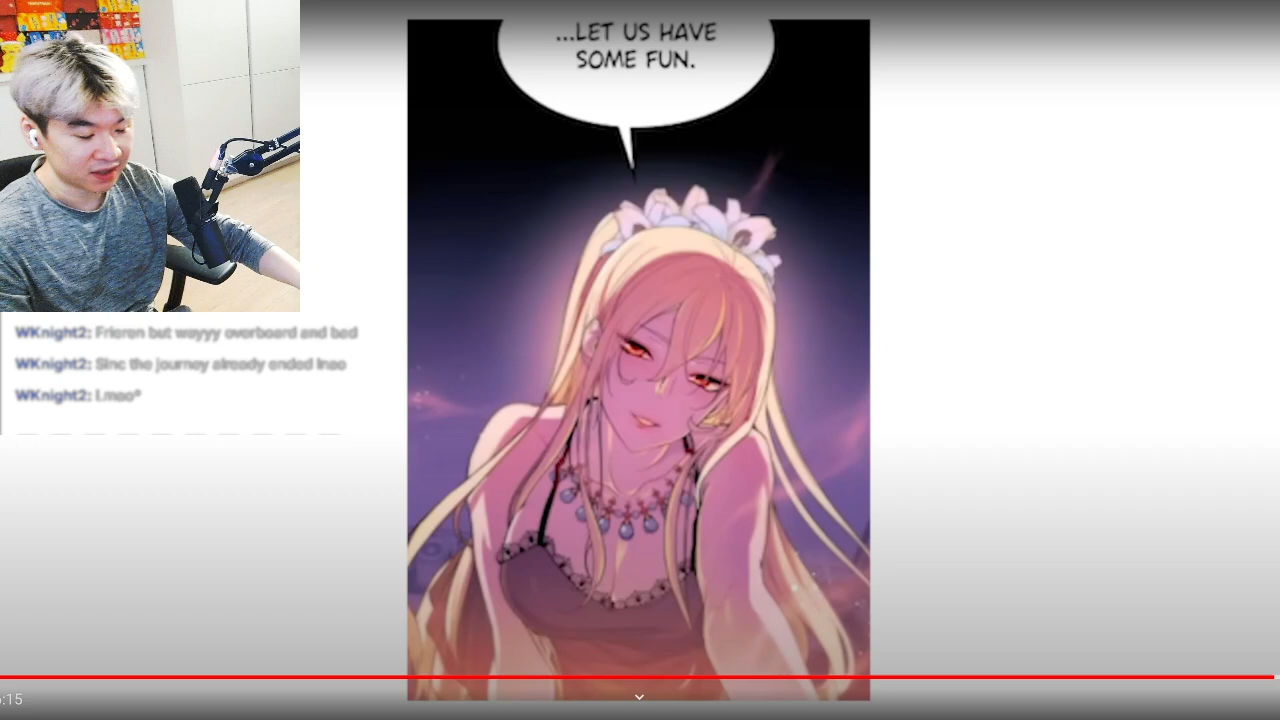 ...LET US HAVE
SOME FUN.
WKnight2: Frieren but wayyy overboard and bad
WKnight2: Sinc the journey already ended lnao
WKnight2: Lmao*
:15